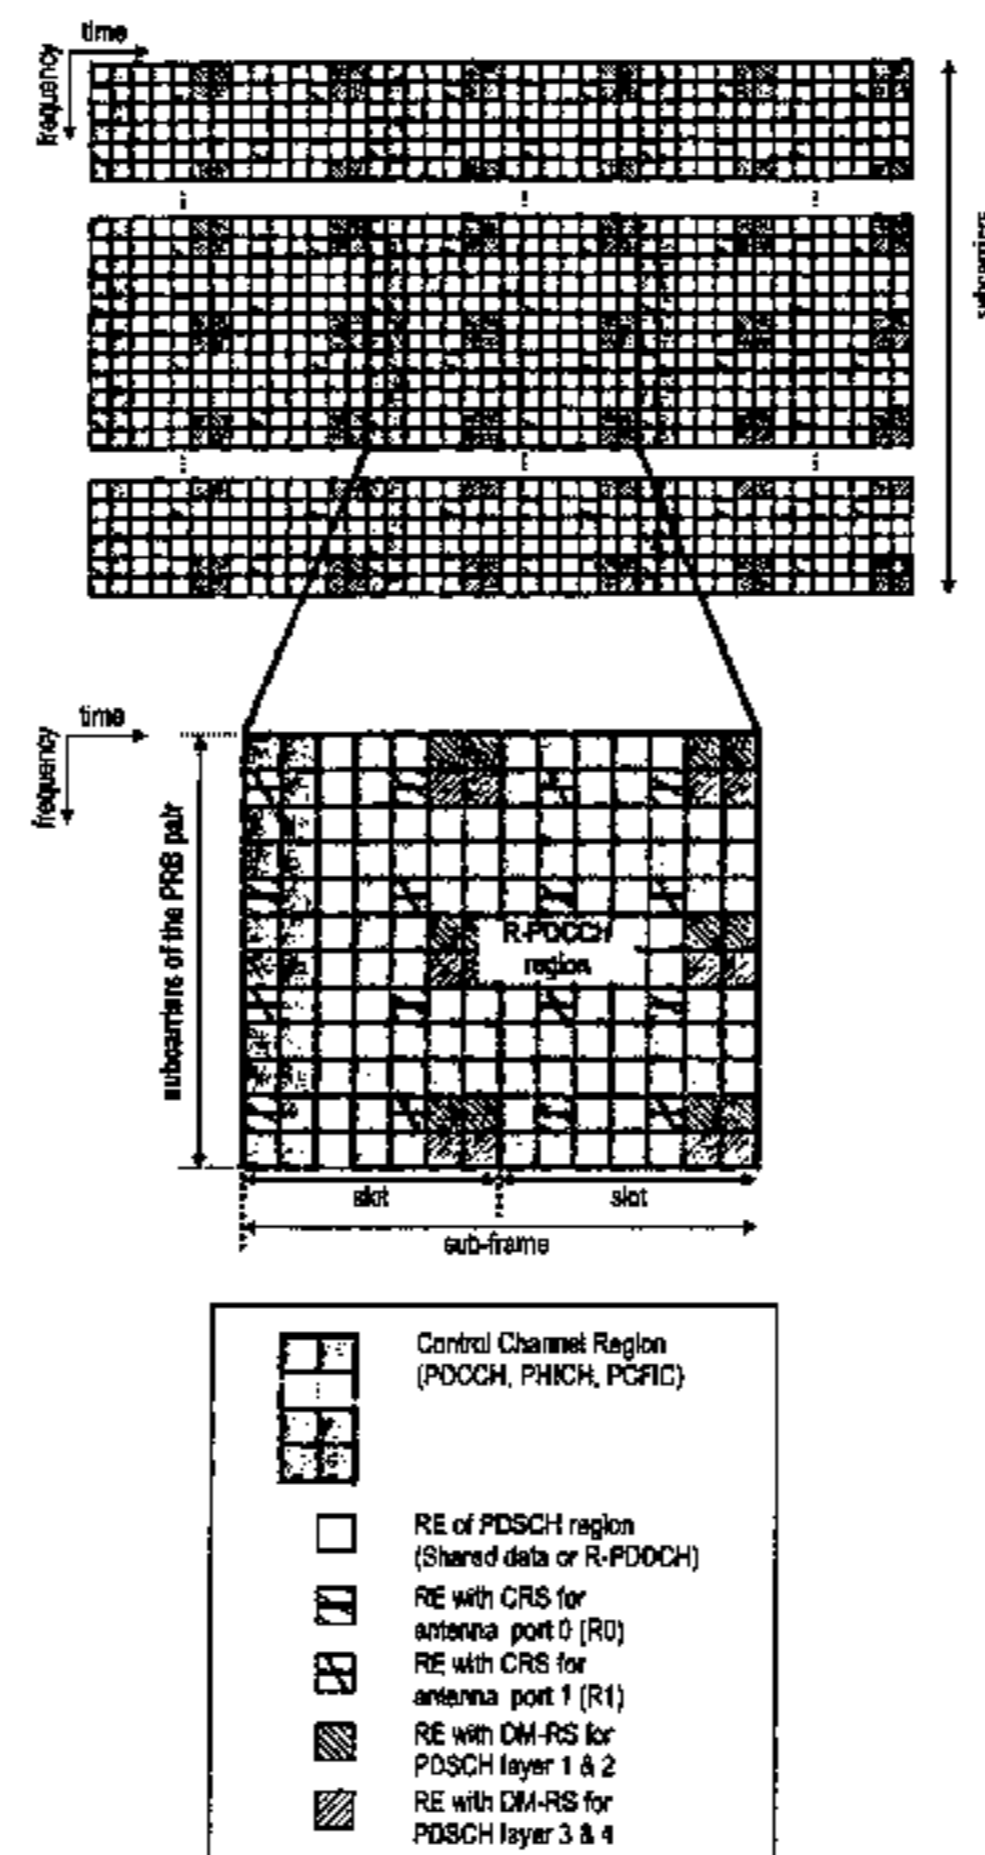 time
frequency
subcarriers
time
frequency
subcarriers of the PRB pair
R-PDCCH
region
slot
slot
sub-frame
Control Channel Region
(PDCCH, PHICH, PCFIC)
RE of PDSCH region
(Shared data or R-PDCCH)
RE with CRS for
antenna port 0 (R0)
RE with CRS for
antenna port 1 (R1)
RE with DM-RS for
PDSCH layer 1 & 2
RE with DM-RS for
PDSCH layer 3 & 4